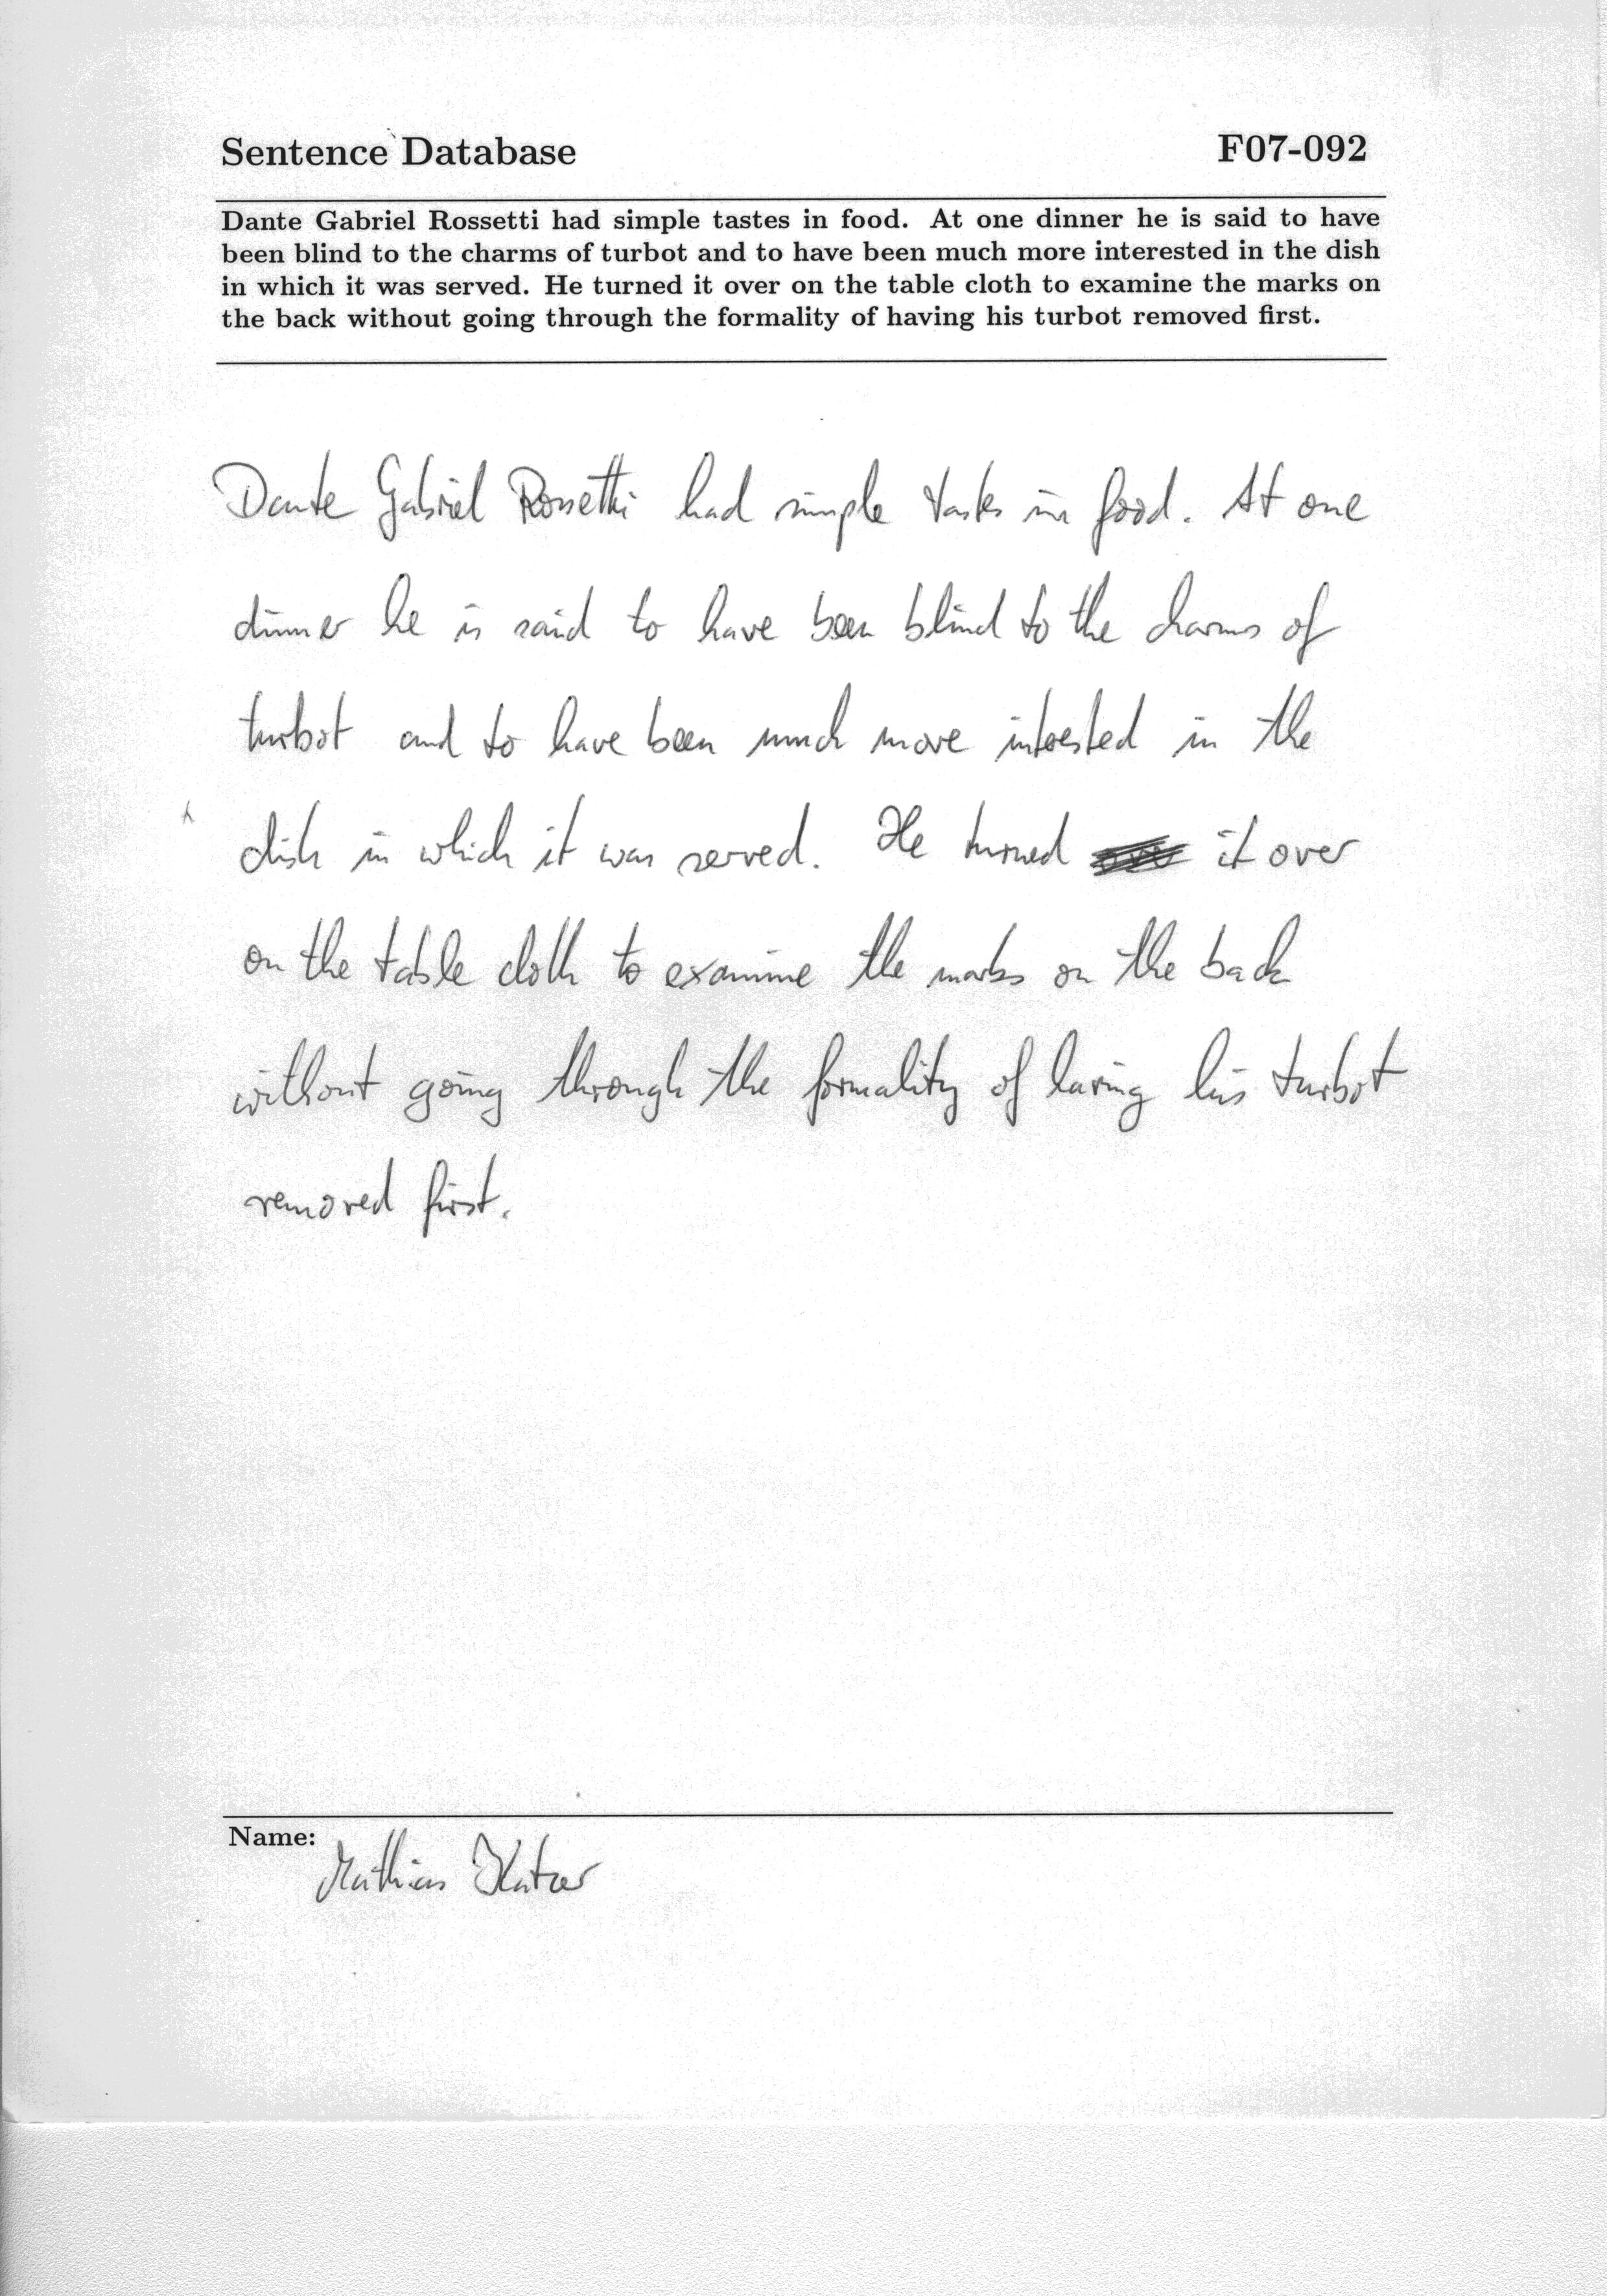 Sentence Database F07-092
Dante Gabriel Rossetti had simple tastes in food. At one dinner he is said to have
been blind to the charms of turbot and to have been much more interested in the dish
in which it was served. He turned it over on the table cloth to examine the marks on
the back without going through the formality of having his turbot removed first.
Dante Gabriel Rossetti had simple tastes in food. At one
dinner he is said to have been blind to the charms of
turbot and to have been much more interested in the
dish in which it was served. He turned it over
on the table cloth to examine the marks on the back
without going through the formality of having his turbot
removed first.
Name:
Mathias Katzer